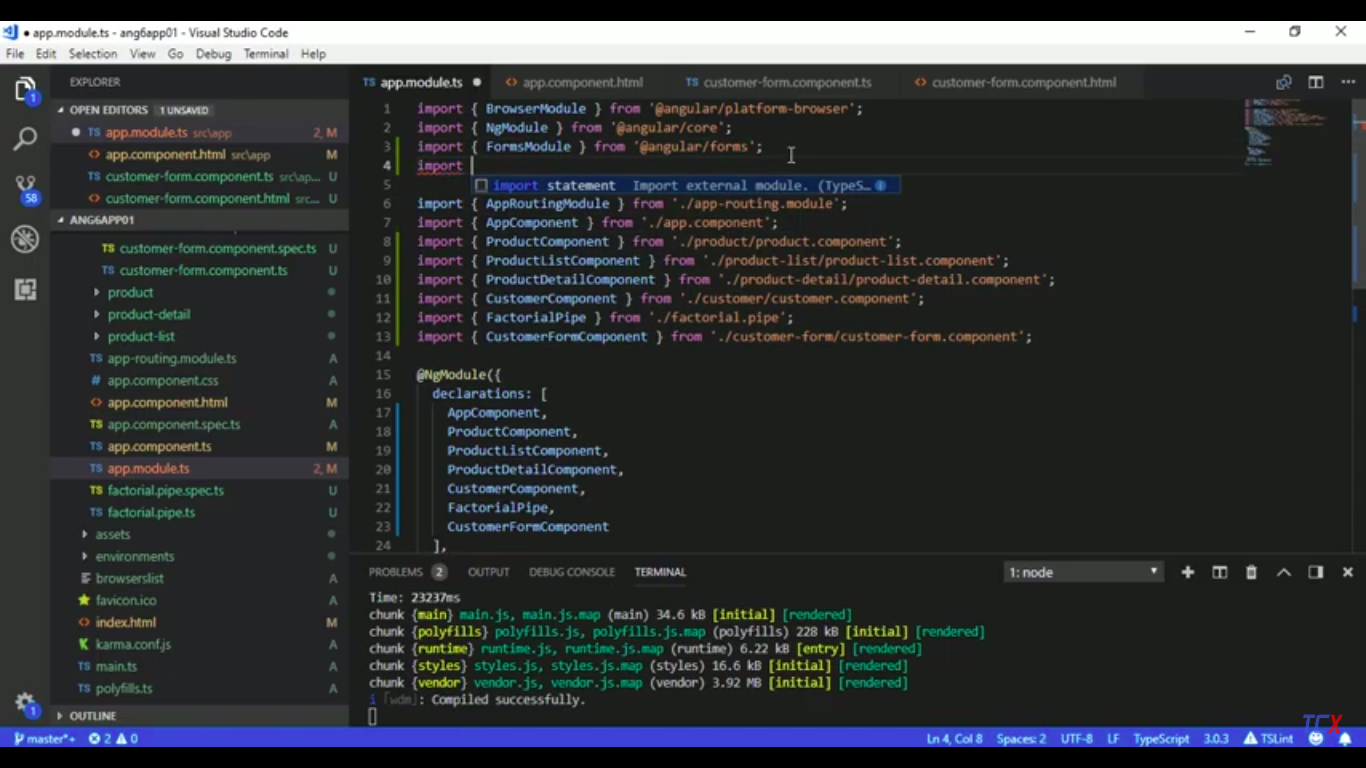 app.module.ts - ang6app01 - Visual Studio Code
File Edit Selection View Go Debug Terminal Help
EXPLORER
OPEN EDITORS 1 UNSAVED
TS app.module.ts src\app 2, M
<> app.component.html src\app M
TS customer-form.component.ts src\ap... U
<> customer-form.component.html src... U
ANG6APP01
TS customer-form.component.spec.ts U
TS customer-form.component.ts U
product
product-detail
product-list
TS app-routing.module.ts A
# app.component.css A
<> app.component.html M
TS app.component.spec.ts A
TS app.component.ts M
TS app.module.ts 2, M
TS factorial.pipe.spec.ts U
TS factorial.pipe.ts U
assets
environments
browserslist A
favicon.ico A
<> index.html M
karma.conf.js A
TS main.ts A
TS polyfills.ts A
OUTLINE
1
58
1
TS app.module.ts <> app.component.html TS customer-form.component.ts <> customer-form.component.html
1 import { BrowserModule } from '@angular/platform-browser';
2 import { NgModule } from '@angular/core';
3 import { FormsModule } from '@angular/forms';
4 import
5 import statement Import external module. (TypeS...
6 import { AppRoutingModule } from './app-routing.module';
7 import { AppComponent } from './app.component';
8 import { ProductComponent } from './product/product.component';
9 import { ProductListComponent } from './product-list/product-list.component';
10 import { ProductDetailComponent } from './product-detail/product-detail.component';
11 import { CustomerComponent } from './customer/customer.component';
12 import { FactorialPipe } from './factorial.pipe';
13 import { CustomerFormComponent } from './customer-form/customer-form.component';
14
15 @NgModule({
16 declarations: [
17 AppComponent,
18 ProductComponent,
19 ProductListComponent,
20 ProductDetailComponent,
21 CustomerComponent,
22 FactorialPipe,
23 CustomerFormComponent
24 ],
PROBLEMS 2 OUTPUT DEBUG CONSOLE TERMINAL 1: node
Time: 23237ms
chunk {main} main.js, main.js.map (main) 34.6 kB [initial] [rendered]
chunk {polyfills} polyfills.js, polyfills.js.map (polyfills) 228 kB [initial] [rendered]
chunk {runtime} runtime.js, runtime.js.map (runtime) 6.22 kB [entry] [rendered]
chunk {styles} styles.js, styles.js.map (styles) 16.6 kB [initial] [rendered]
chunk {vendor} vendor.js, vendor.js.map (vendor) 3.92 MB [initial] [rendered]
i ｢wdm｣: Compiled successfully.
TCX
master*+ 2 0 Ln 4, Col 8 Spaces: 2 UTF-8 LF TypeScript 3.0.3 TSLint